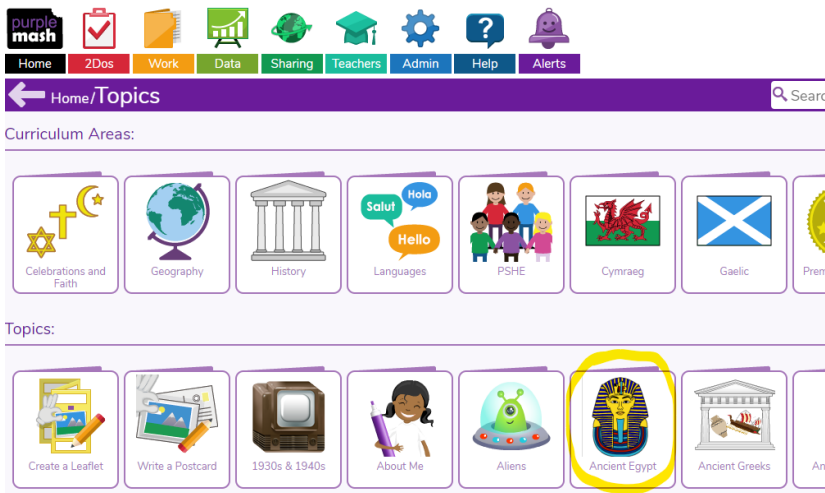 purple
mash
Home 2Dos Work Data Sharing Teachers Admin Help Alerts
Home/Topics
Curriculum Areas:
Salut Hola
Hello
Celebrations and Faith
Geography
History
Languages
PSHE
Cymraeg
Gaelic
Topics:
Create a Leaflet
Write a Postcard
1930s & 1940s
About Me
Aliens
Ancient Egypt
Ancient Greeks